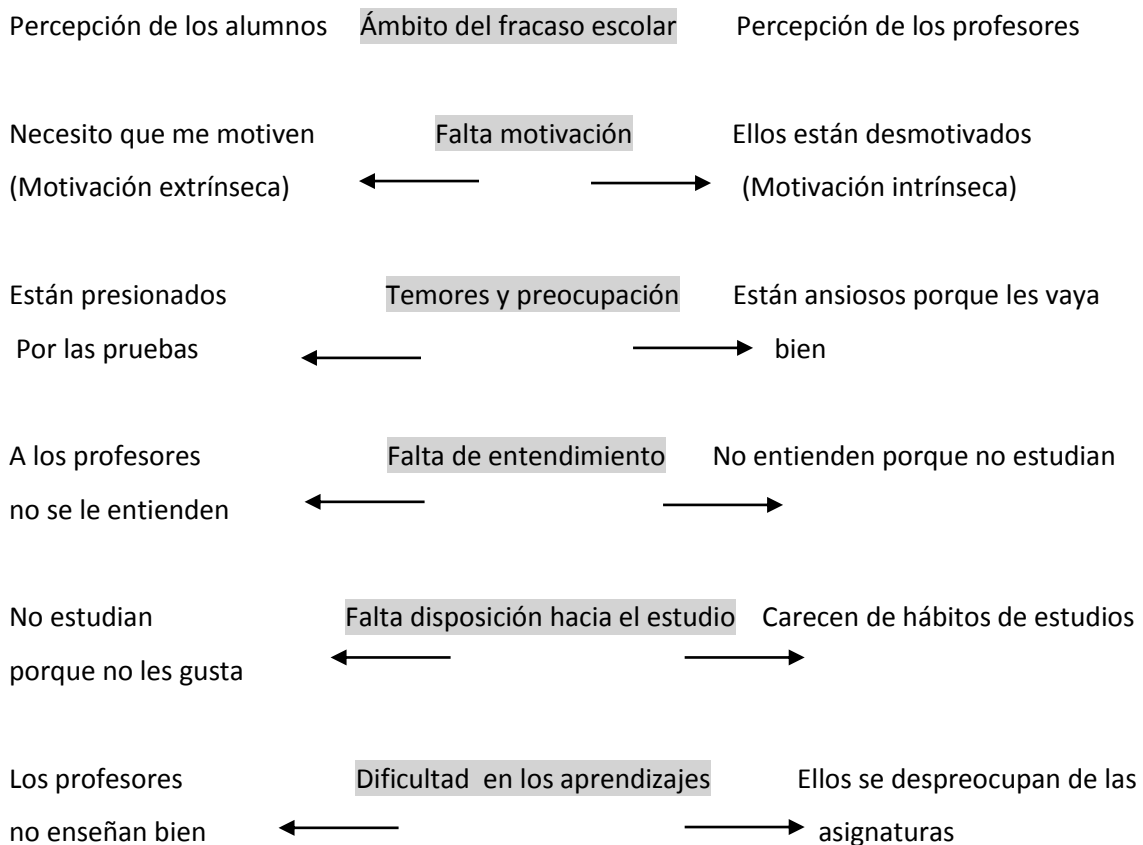 Percepción de los alumnos Ámbito del fracaso escolar Percepción de los profesores
Necesito que me motiven Falta motivación Ellos están desmotivados
(Motivación extrínseca) (Motivación intrínseca)
Están presionados Temores y preocupación Están ansiosos porque les vaya
Por las pruebas bien
A los profesores Falta de entendimiento No entienden porque no estudian
no se le entienden
No estudian Falta disposición hacia el estudio Carecen de hábitos de estudios
porque no les gusta
Los profesores Dificultad en los aprendizajes Ellos se despreocupan de las
no enseñan bien asignaturas